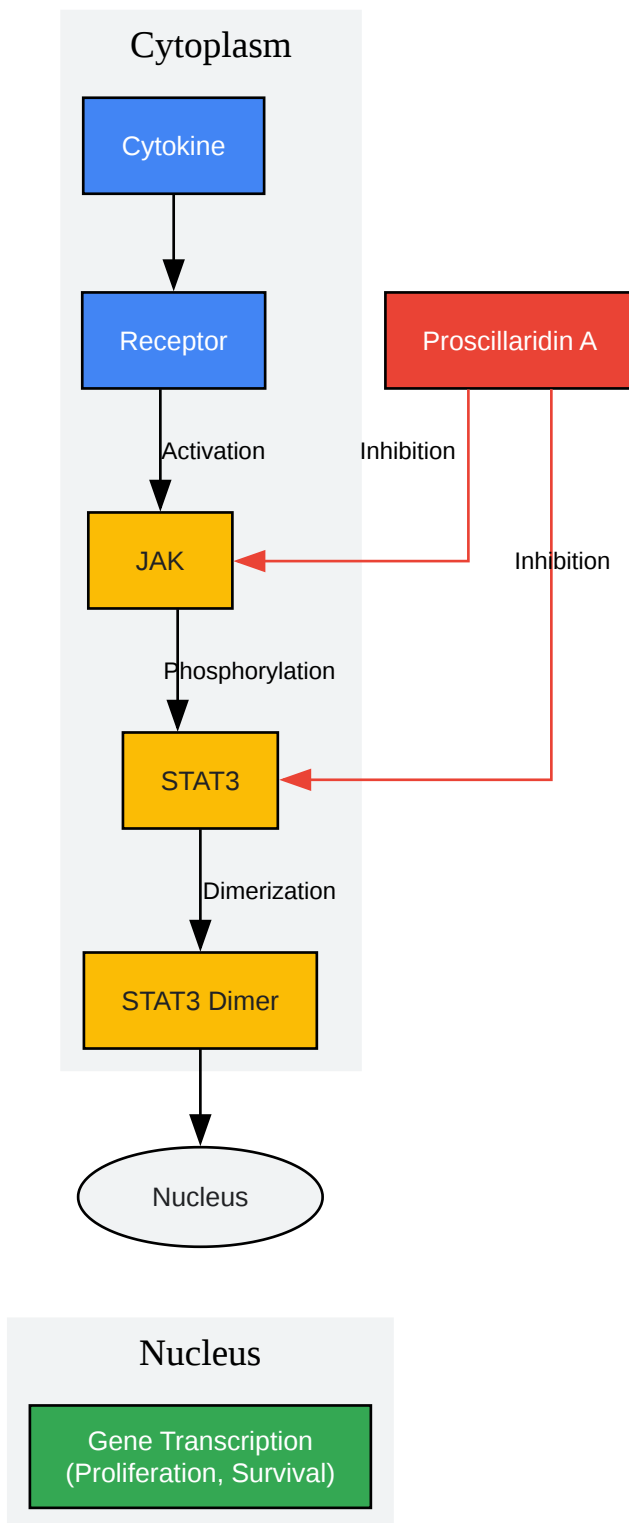 Cytoplasm
Cytokine
Receptor
Proscillaridin A
Activation
Inhibition
JAK
Inhibition
Phosphorylation
STAT3
Dimerization
STAT3 Dimer
Nucleus
Nucleus
Gene Transcription
(Proliferation, Survival)